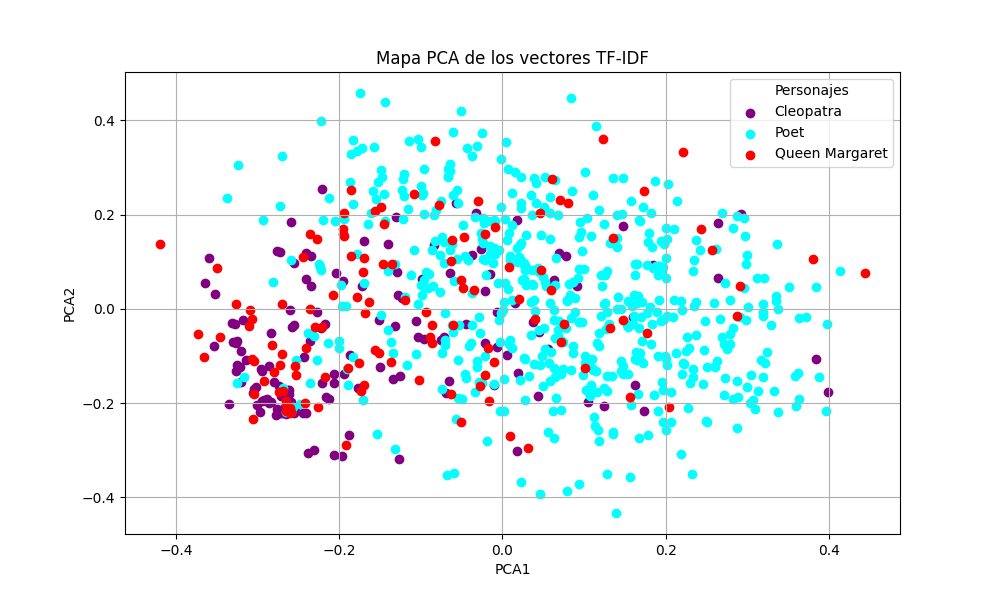 Mapa PCA de los vectores TF-IDF
Personajes
Cleopatra
Poet
Queen Margaret
PCA2
0.4
0.2
0.0
−0.2
−0.4
−0.4
−0.2
0.0
0.2
0.4
PCA1